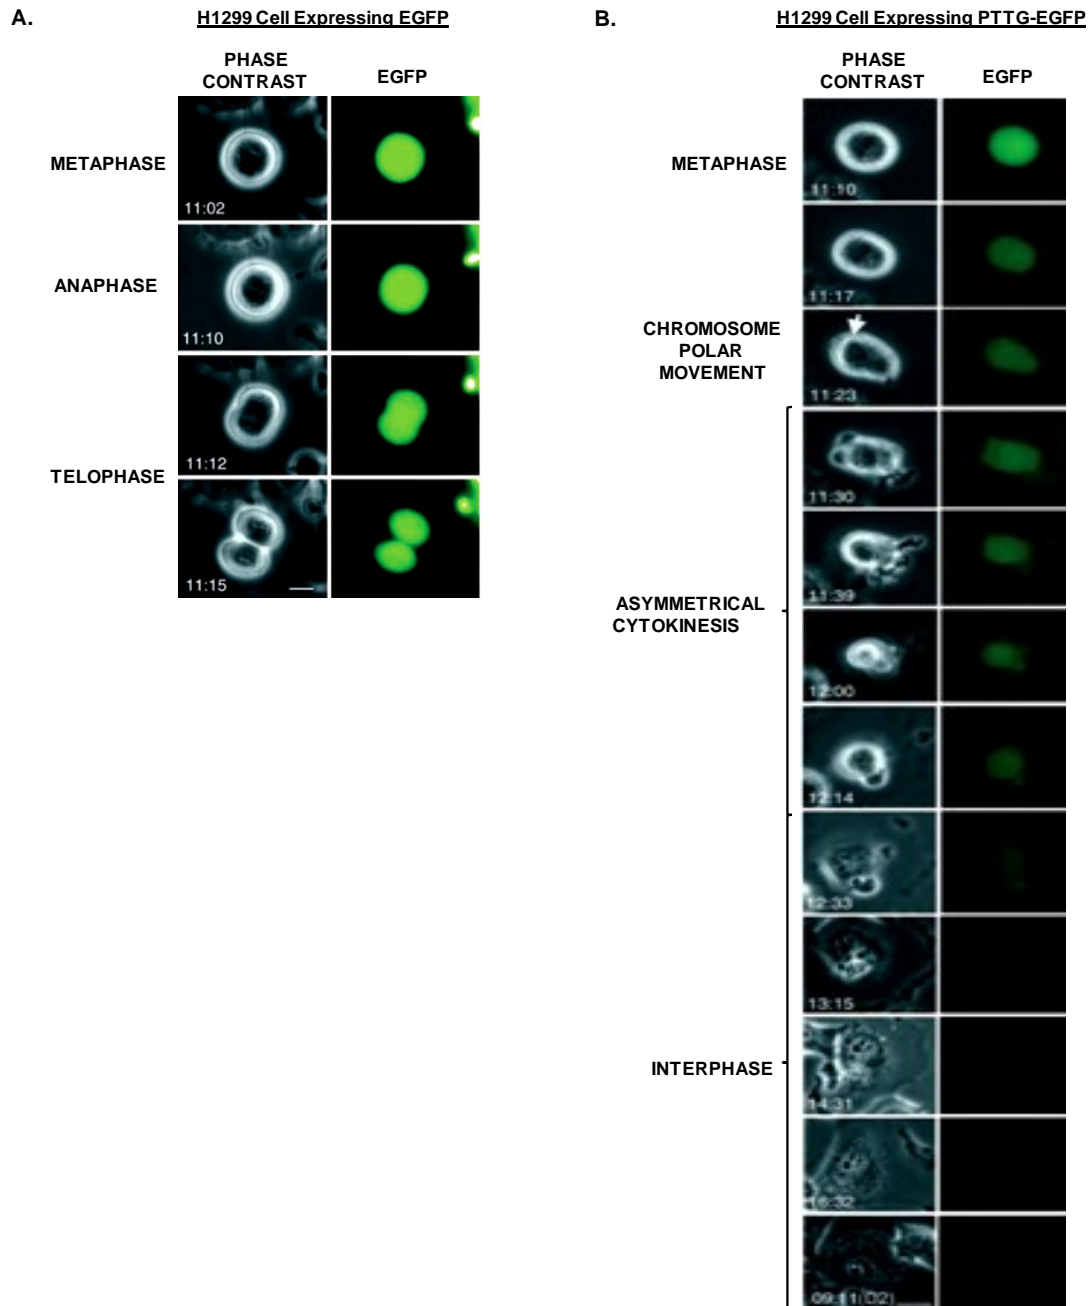 A.
H1299 Cell Expressing EGFP
PHASE
CONTRAST
EGFP
METAPHASE
11:02
ANAPHASE
11:10
11:12
TELOPHASE
11:15
B.
H1299 Cell Expressing PTTG-EGFP
PHASE
CONTRAST
EGFP
METAPHASE
11:10
11:17
CHROMOSOME
POLAR
MOVEMENT
11:23
11:30
11:39
ASYMMETRICAL
CYTOKINESIS
12:00
12:14
12:33
13:15
INTERPHASE
14:31
16:32
09:11(D2)